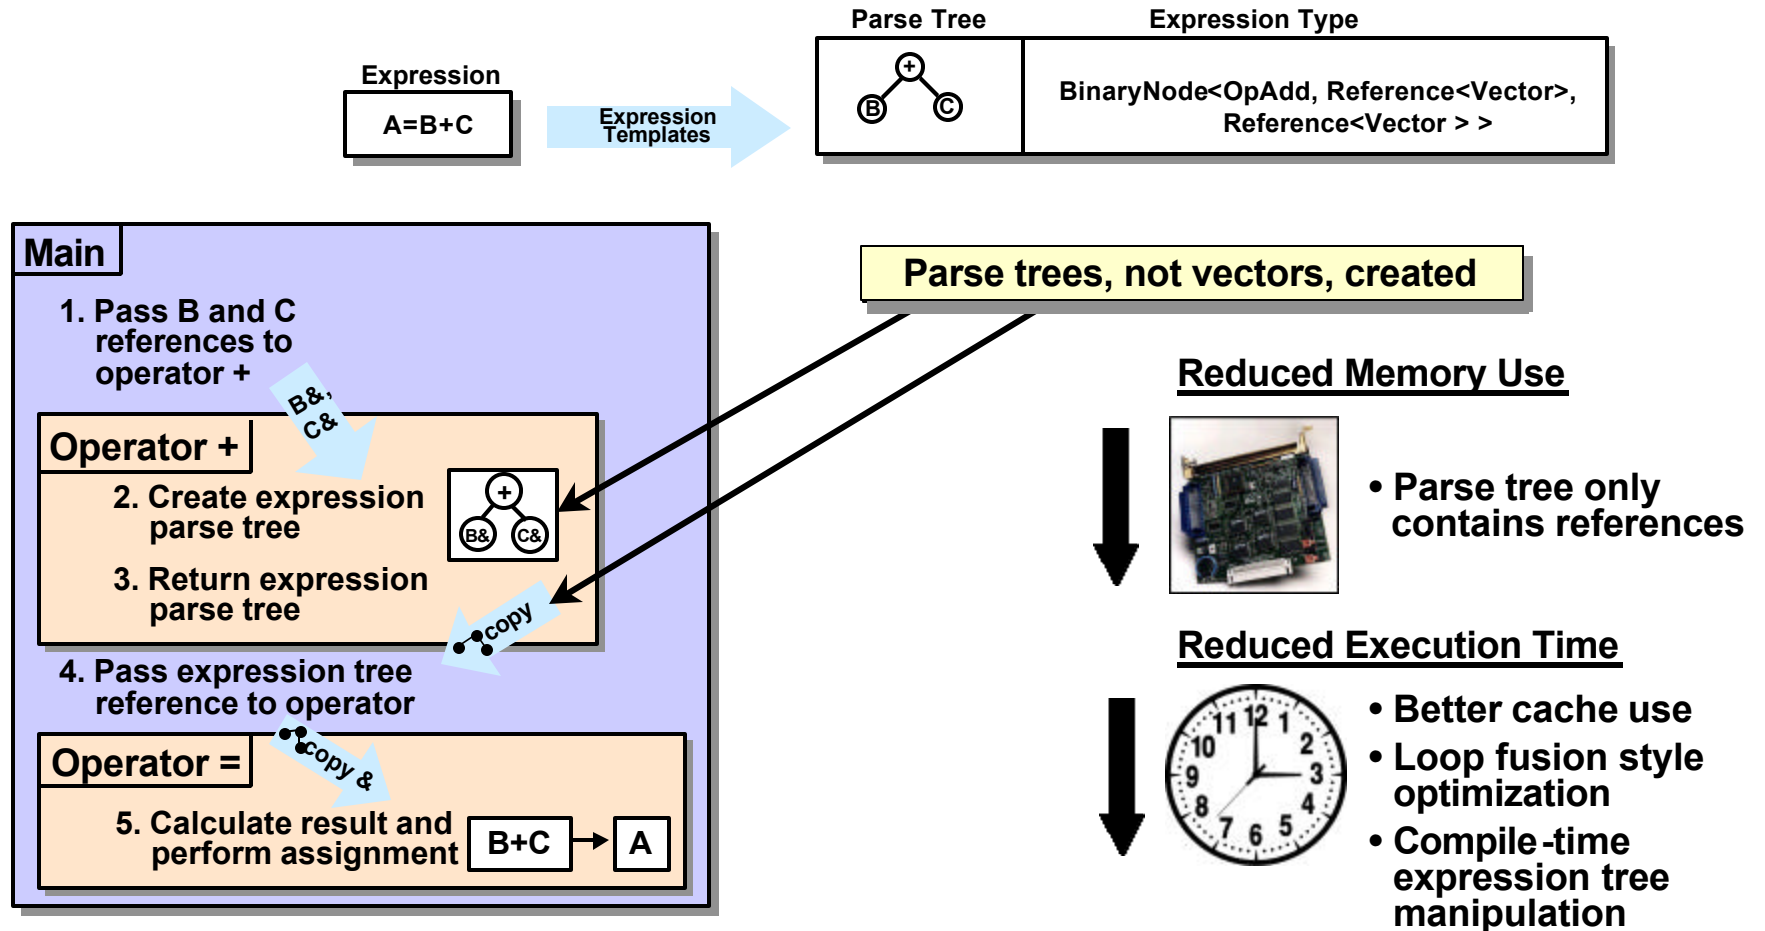 Parse Tree
Expression Type
Expression
A=B+C
Expression
Templates
+
B
C
BinaryNode<OpAdd, Reference<Vector>,
Reference<Vector > >
Main
1. Pass B and C
references to
operator +
B&,
C&
Operator +
2. Create expression
parse tree
+
B&
C&
3. Return expression
parse tree
copy
4. Pass expression tree
reference to operator
copy &
Operator =
5. Calculate result and
perform assignment
B+C
A
Parse trees, not vectors, created
Reduced Memory Use
• Parse tree only
contains references
Reduced Execution Time
12
1
2
3
4
5
6
7
8
9
10
11
• Better cache use
• Loop fusion style
optimization
• Compile-time
expression tree
manipulation